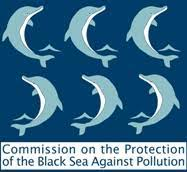 Commission on the Protection
of the Black Sea Against Pollution